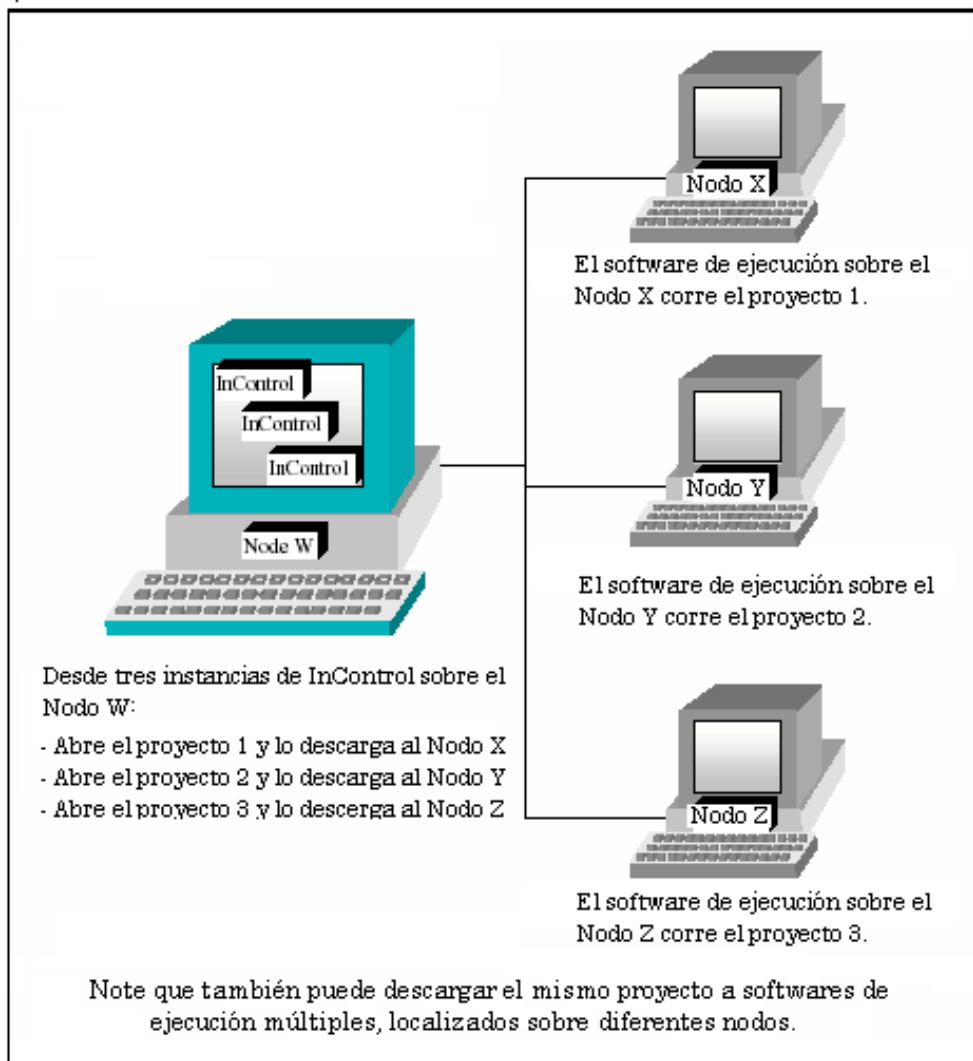 Nodo X
El software de ejecución sobre el
Nodo X corre el proyecto 1.
InControl
InControl
InControl
Node W
Nodo Y
El software de ejecución sobre el
Nodo Y corre el proyecto 2.
Desde tres instancias de InControl sobre el
Nodo W:
- Abre el proyecto 1 y lo descarga al Nodo X
- Abre el proyecto 2 y lo descarga al Nodo Y
- Abre el proyecto 3 y lo descerga al Nodo Z
Nodo Z
El software de ejecución sobre el
Nodo Z corre el proyecto 3.
Note que también puede descargar el mismo proyecto a softwares de
ejecución múltiples, localizados sobre diferentes nodos.